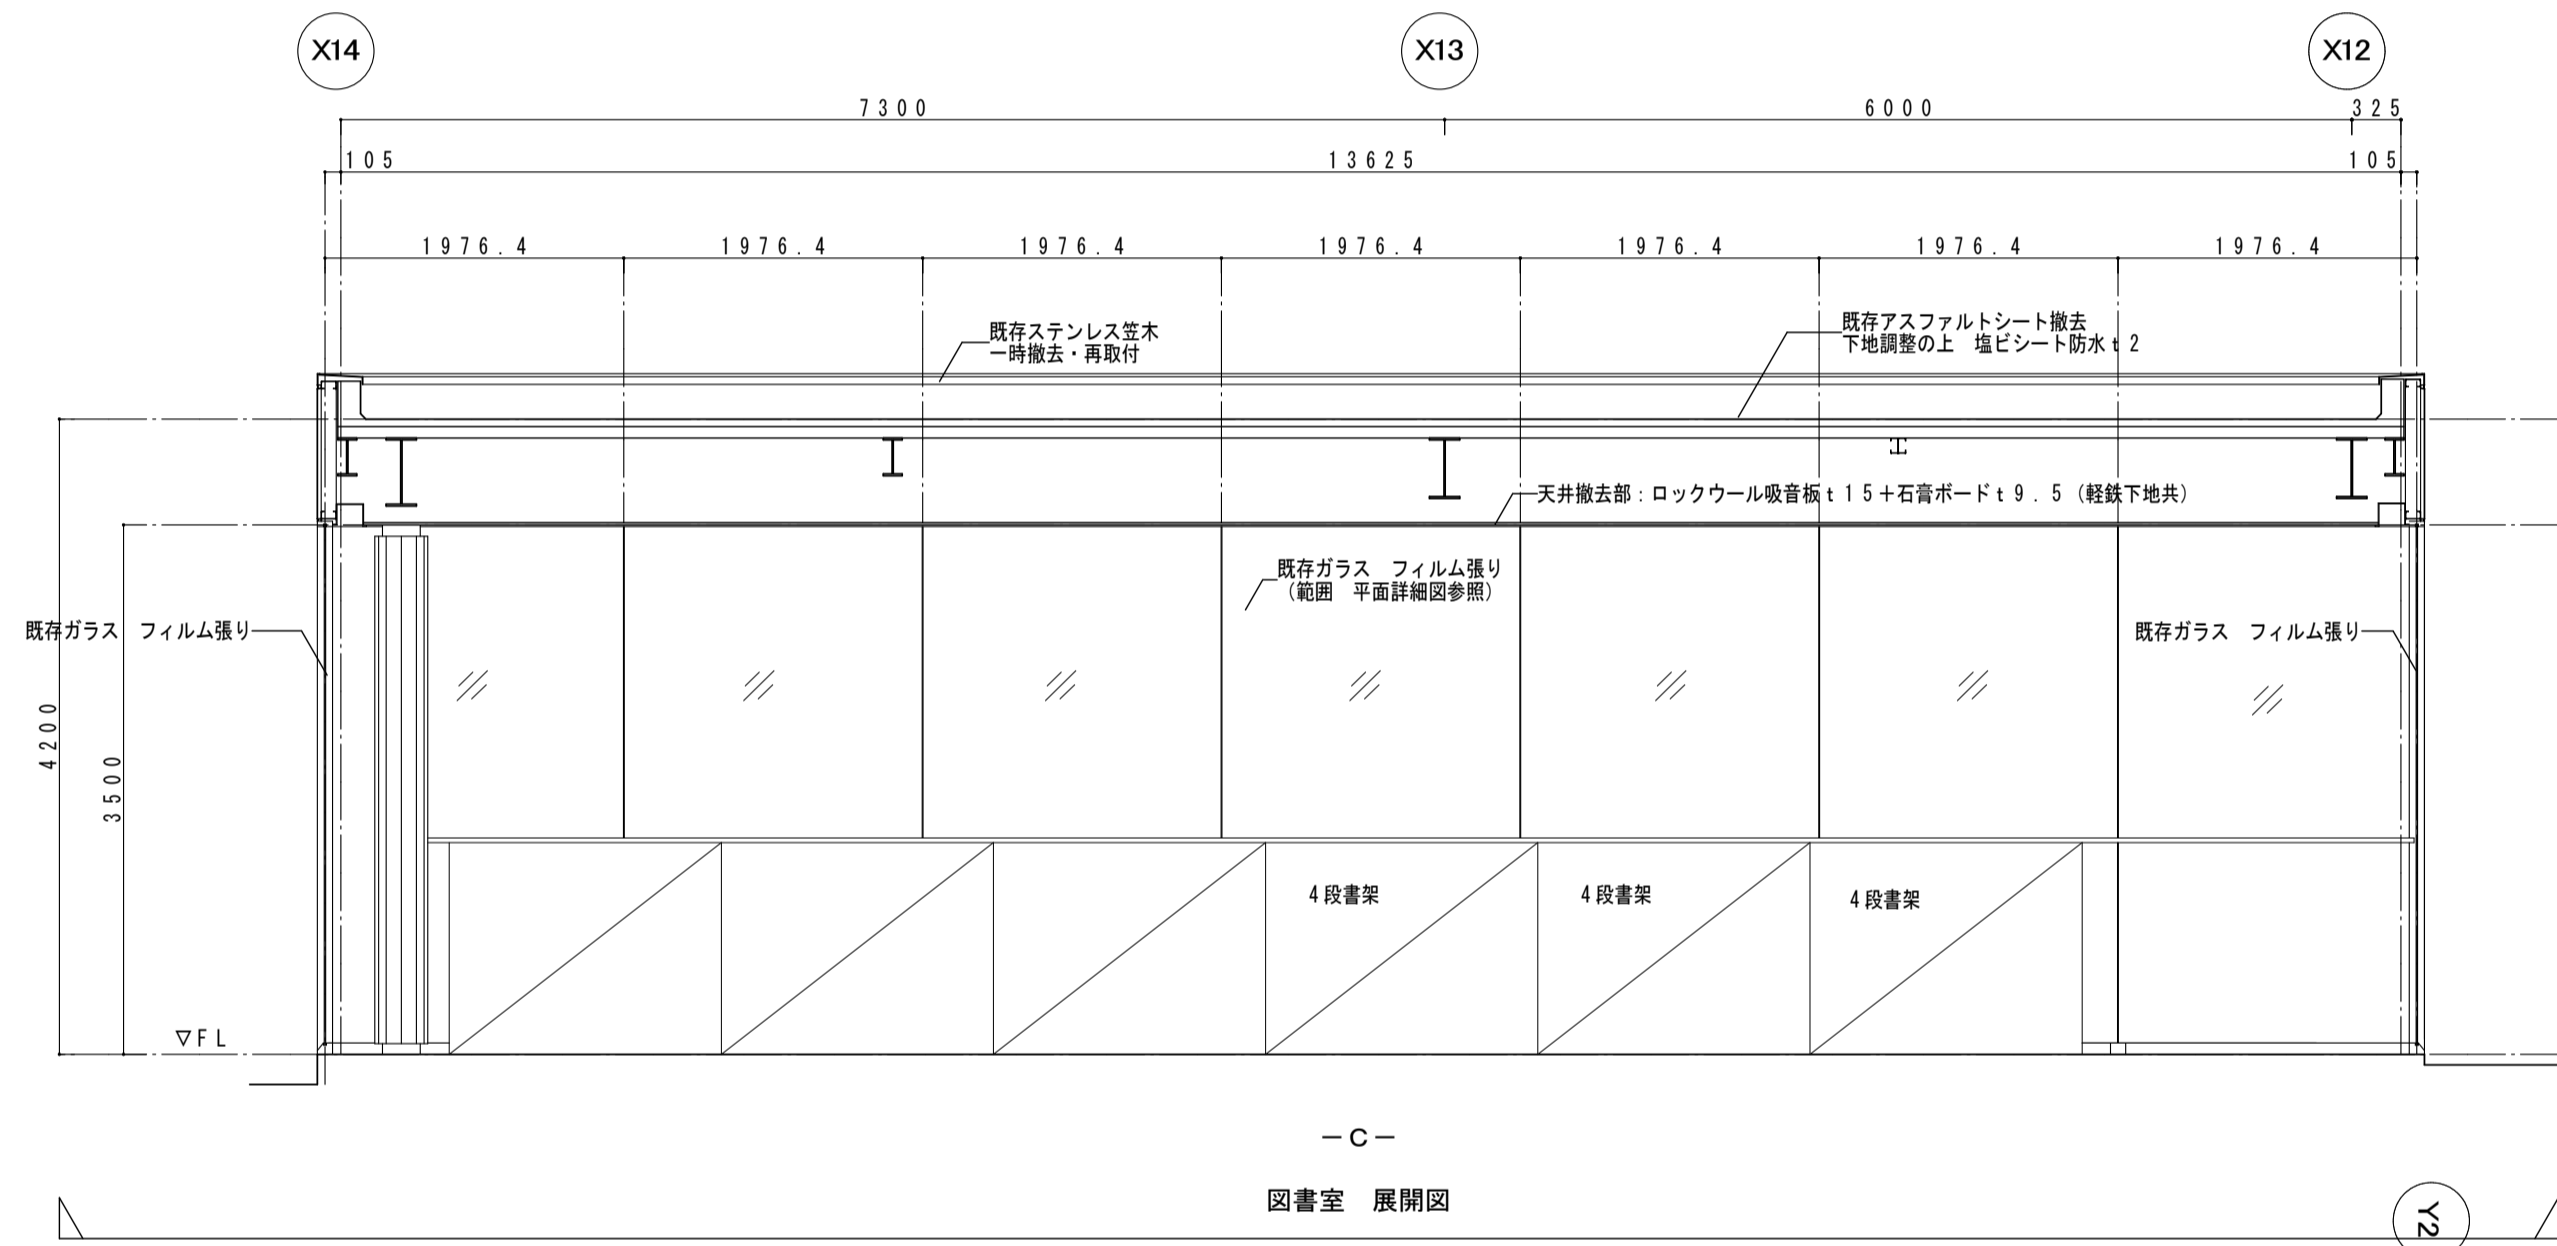 X14
X13
X12
7300
6000
325
105
13625
105
1976.4
1976.4
1976.4
1976.4
1976.4
1976.4
1976.4
既存ステンレス笠木
一時撤去・再取付
既存アスファルトシート撤去
下地調整の上　塩ビシート防水ｔ2
天井撤去部：ロックウール吸音板ｔ15＋石膏ボードｔ9.5（軽鉄下地共）
既存ガラス　フィルム張り
（範囲　平面詳細図参照）
既存ガラス　フィルム張り
既存ガラス　フィルム張り
4200
3500
4段書架
4段書架
4段書架
▽FL
－C－
図書室　展開図
Y2